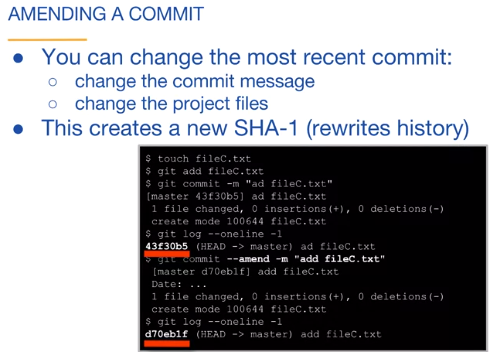 AMENDING A COMMIT
● You can change the most recent commit:
○ change the commit message
○ change the project files
● This creates a new SHA-1 (rewrites history)
$ touch fileC.txt
$ git add fileC.txt
$ git commit -m "ad fileC.txt"
[master 43f30b5] ad fileC.txt
1 file changed, 0 insertions(+), 0 deletions(-)
create mode 100644 fileC.txt
$ git log --oneline -1
43f30b5 (HEAD -> master) ad fileC.txt
$ git commit --amend -m "add fileC.txt"
[master d70eb1f] add fileC.txt
Date: ...
1 file changed, 0 insertions(+), 0 deletions(-)
create mode 100644 fileC.txt
$ git log --oneline -1
d70eb1f (HEAD -> master) add fileC.txt